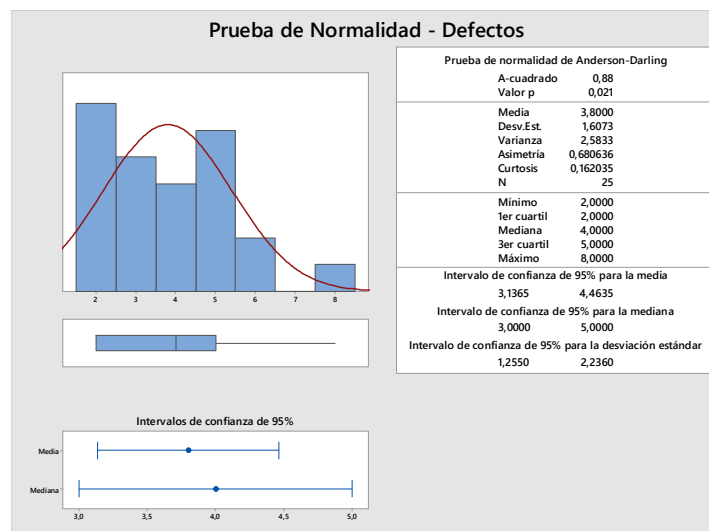 Prueba de Normalidad - Defectos
2 3 4 5 6 7 8
Prueba de normalidad de Anderson-Darling
A-cuadrado 0,88
Valor p 0,021
Media 3,8000
Desv.Est. 1,6073
Varianza 2,5833
Asimetría 0,680636
Curtosis 0,162035
N 25
Mínimo 2,0000
1er cuartil 2,0000
Mediana 4,0000
3er cuartil 5,0000
Máximo 8,0000
Intervalo de confianza de 95% para la media
3,1365 4,4635
Intervalo de confianza de 95% para la mediana
3,0000 5,0000
Intervalo de confianza de 95% para la desviación estándar
1,2550 2,2360
Intervalos de confianza de 95%
Media
Mediana
3,0 3,5 4,0 4,5 5,0